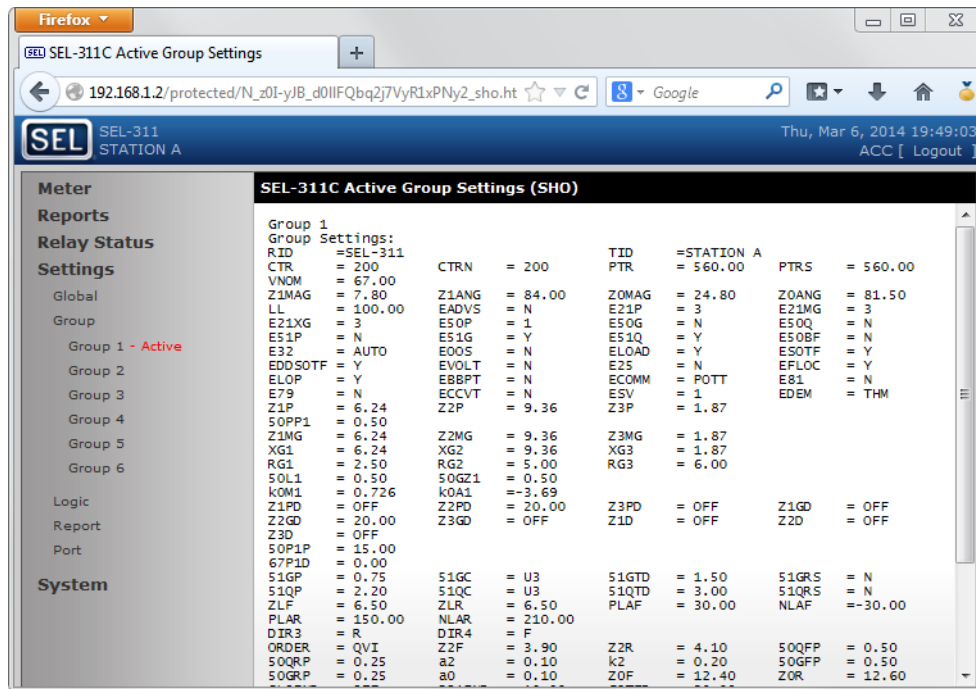 Firefox
SEL SEL-311C Active Group Settings
192.168.1.2/protected/N_z0I-yJB_d0IIFQbq2j7VyR1xPNy2_sho.ht
Google
SEL SEL-311
STATION A
Thu, Mar 6, 2014 19:49:03
ACC [ Logout ]
Meter
Reports
Relay Status
Settings
Global
Group
Group 1 - Active
Group 2
Group 3
Group 4
Group 5
Group 6
Logic
Report
Port
System
SEL-311C Active Group Settings (SHO)
Group 1
Group Settings:
RID =SEL-311 TID =STATION A
CTR = 200 CTRN = 200 PTR = 560.00 PTRS = 560.00
VNOM = 67.00
Z1MAG = 7.80 Z1ANG = 84.00 Z0MAG = 24.80 Z0ANG = 81.50
LL = 100.00 EADVS = N E21P = 3 E21MG = 3
E21XG = 3 E50P = 1 E50G = N E50Q = N
E51P = N E51G = Y E51Q = Y E50BF = N
E32 = AUTO EOOS = N ELOAD = Y ESOTF = Y
EDDSOTF = Y EVOLT = N E25 = N EFLOC = Y
ELOP = Y EBBPT = N ECOMM = POTT E81 = N
E79 = N ECCVT = N ESV = 1 EDEM = THM
Z1P = 6.24 Z2P = 9.36 Z3P = 1.87
50PP1 = 0.50
Z1MG = 6.24 Z2MG = 9.36 Z3MG = 1.87
XG1 = 6.24 XG2 = 9.36 XG3 = 1.87
RG1 = 2.50 RG2 = 5.00 RG3 = 6.00
50L1 = 0.50 50GZ1 = 0.50
k0M1 = 0.726 k0A1 =-3.69
Z1PD = OFF Z2PD = 20.00 Z3PD = OFF Z1GD = OFF
Z2GD = 20.00 Z3GD = OFF Z1D = OFF Z2D = OFF
Z3D = OFF
50P1P = 15.00
67P1D = 0.00
51GP = 0.75 51GC = U3 51GTD = 1.50 51GRS = N
51QP = 2.20 51QC = U3 51QTD = 3.00 51QRS = N
ZLF = 6.50 ZLR = 6.50 PLAF = 30.00 NLAF =-30.00
PLAR = 150.00 NLAR = 210.00
DIR3 = R DIR4 = F
ORDER = QVI Z2F = 3.90 Z2R = 4.10 50QFP = 0.50
50QRP = 0.25 a2 = 0.10 k2 = 0.20 50GFP = 0.50
50GRP = 0.25 a0 = 0.10 Z0F = 12.40 Z0R = 12.60